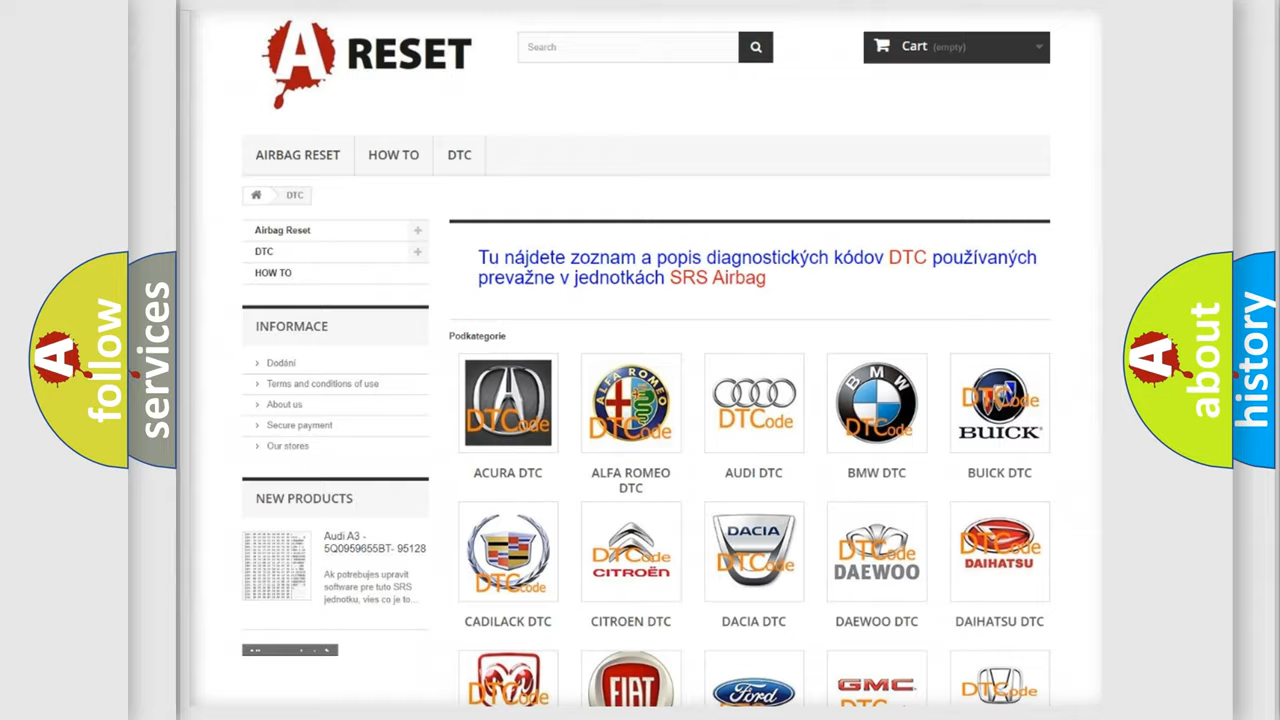 A RESET
Search
Cart (empty)
AIRBAG RESET
HOW TO
DTC
DTC
Airbag Reset
DTC
HOW TO
Tu nájdete zoznam a popis diagnostických kódov DTC používaných
prevažne v jednotkách SRS Airbag
INFORMACE
Dodání
Terms and conditions of use
About us
Secure payment
Our stores
NEW PRODUCTS
Audi A3 -
5Q0959655BT- 95128
Ak potrebujes upravit
software pre tuto SRS
jednotku, vies co je to...
Podkategorie
DTCode
ALFA ROMEO
DTCode
DTCode
BMW
DTCode
DTCode
BUICK
ACURA DTC
ALFA ROMEO
DTC
AUDI DTC
BMW DTC
BUICK DTC
DTCode
DTCode
CITROËN
DACIA
DTCode
DTCode
DAEWOO
DTCode
DAIHATSU
CADILACK DTC
CITROEN DTC
DACIA DTC
DAEWOO DTC
DAIHATSU DTC
DTCode
FIAT
Ford
GMC
DTCode
A follow
services
A about
history